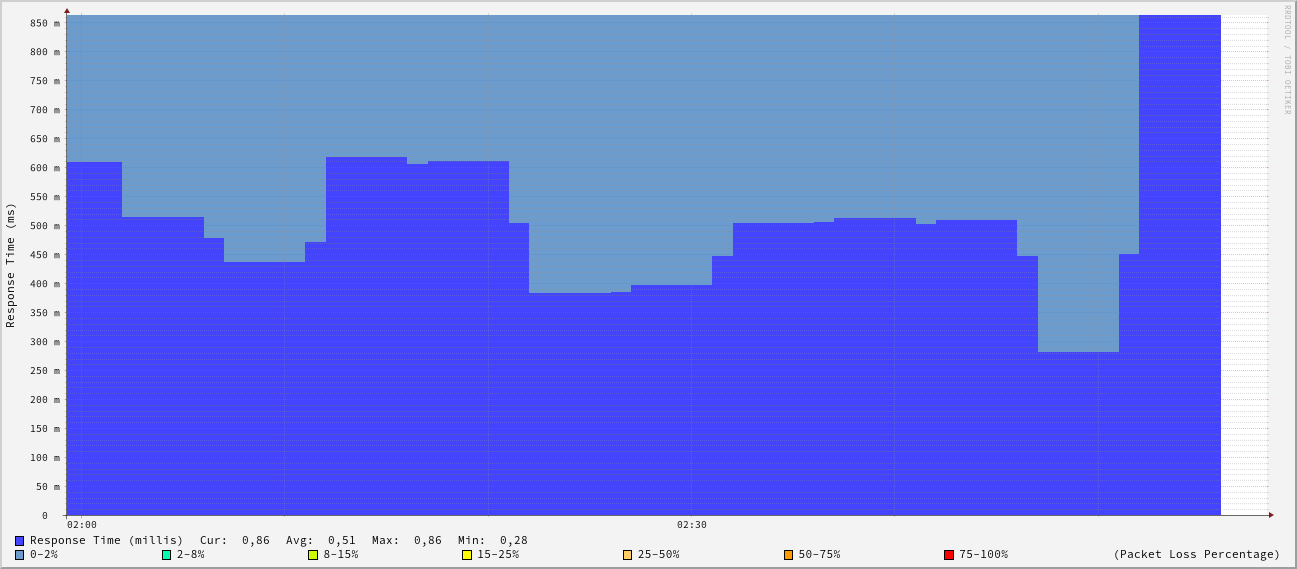 RRDTOOL / TOBI OETIKER
Response Time (ms)
850 m
800 m
750 m
700 m
650 m
600 m
550 m
500 m
450 m
400 m
350 m
300 m
250 m
200 m
150 m
100 m
50 m
0
02:00 02:30
Response Time (millis) Cur: 0,86 Avg: 0,51 Max: 0,86 Min: 0,28
0-2% 2-8% 8-15% 15-25% 25-50% 50-75% 75-100% (Packet Loss Percentage)